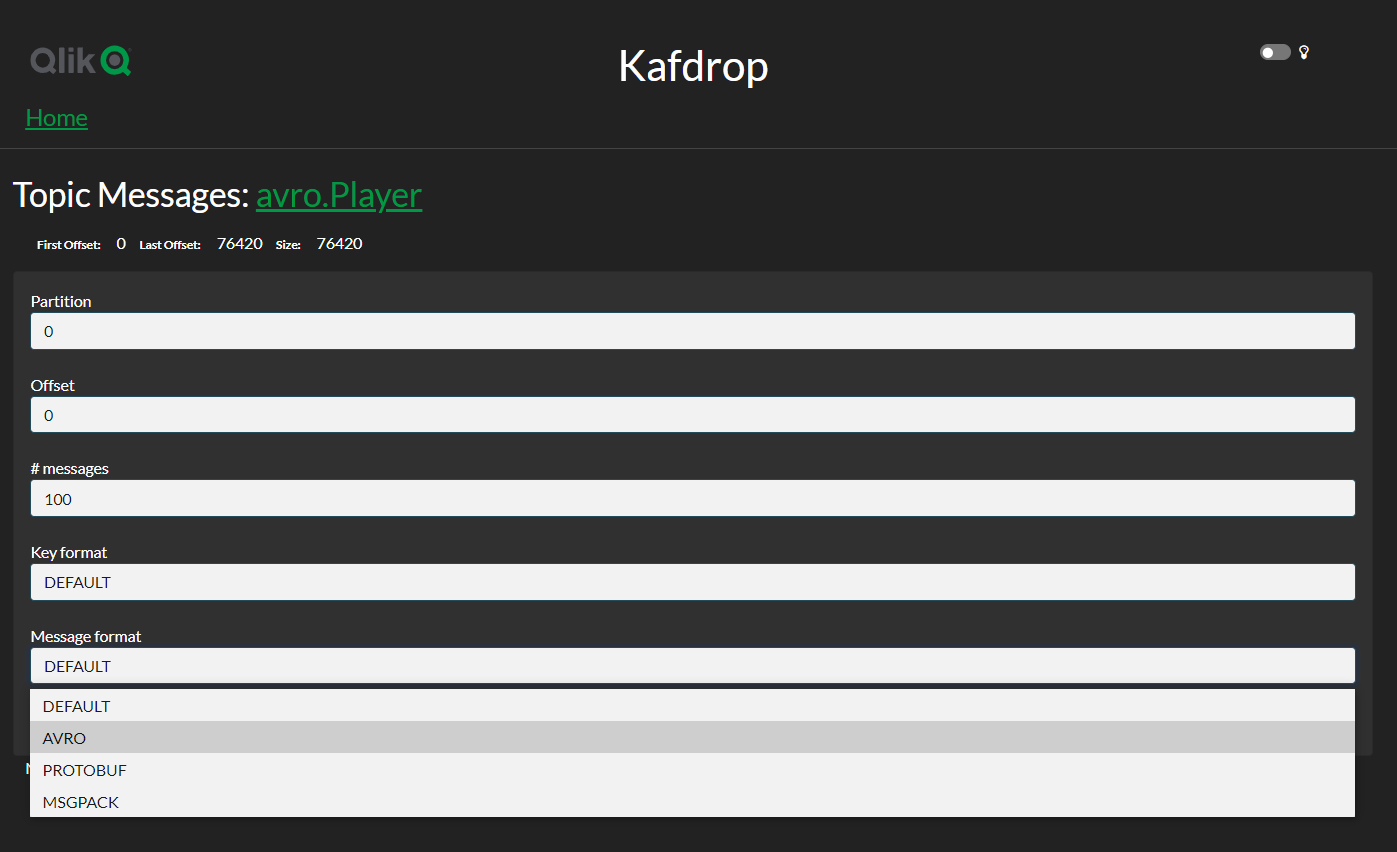 Qlik
Kafdrop
Home
Topic Messages: avro.Player
First Offset: 0 Last Offset: 76420 Size: 76420
Partition
0
Offset
0
# messages
100
Key format
DEFAULT
Message format
DEFAULT
DEFAULT
AVRO
PROTOBUF
MSGPACK